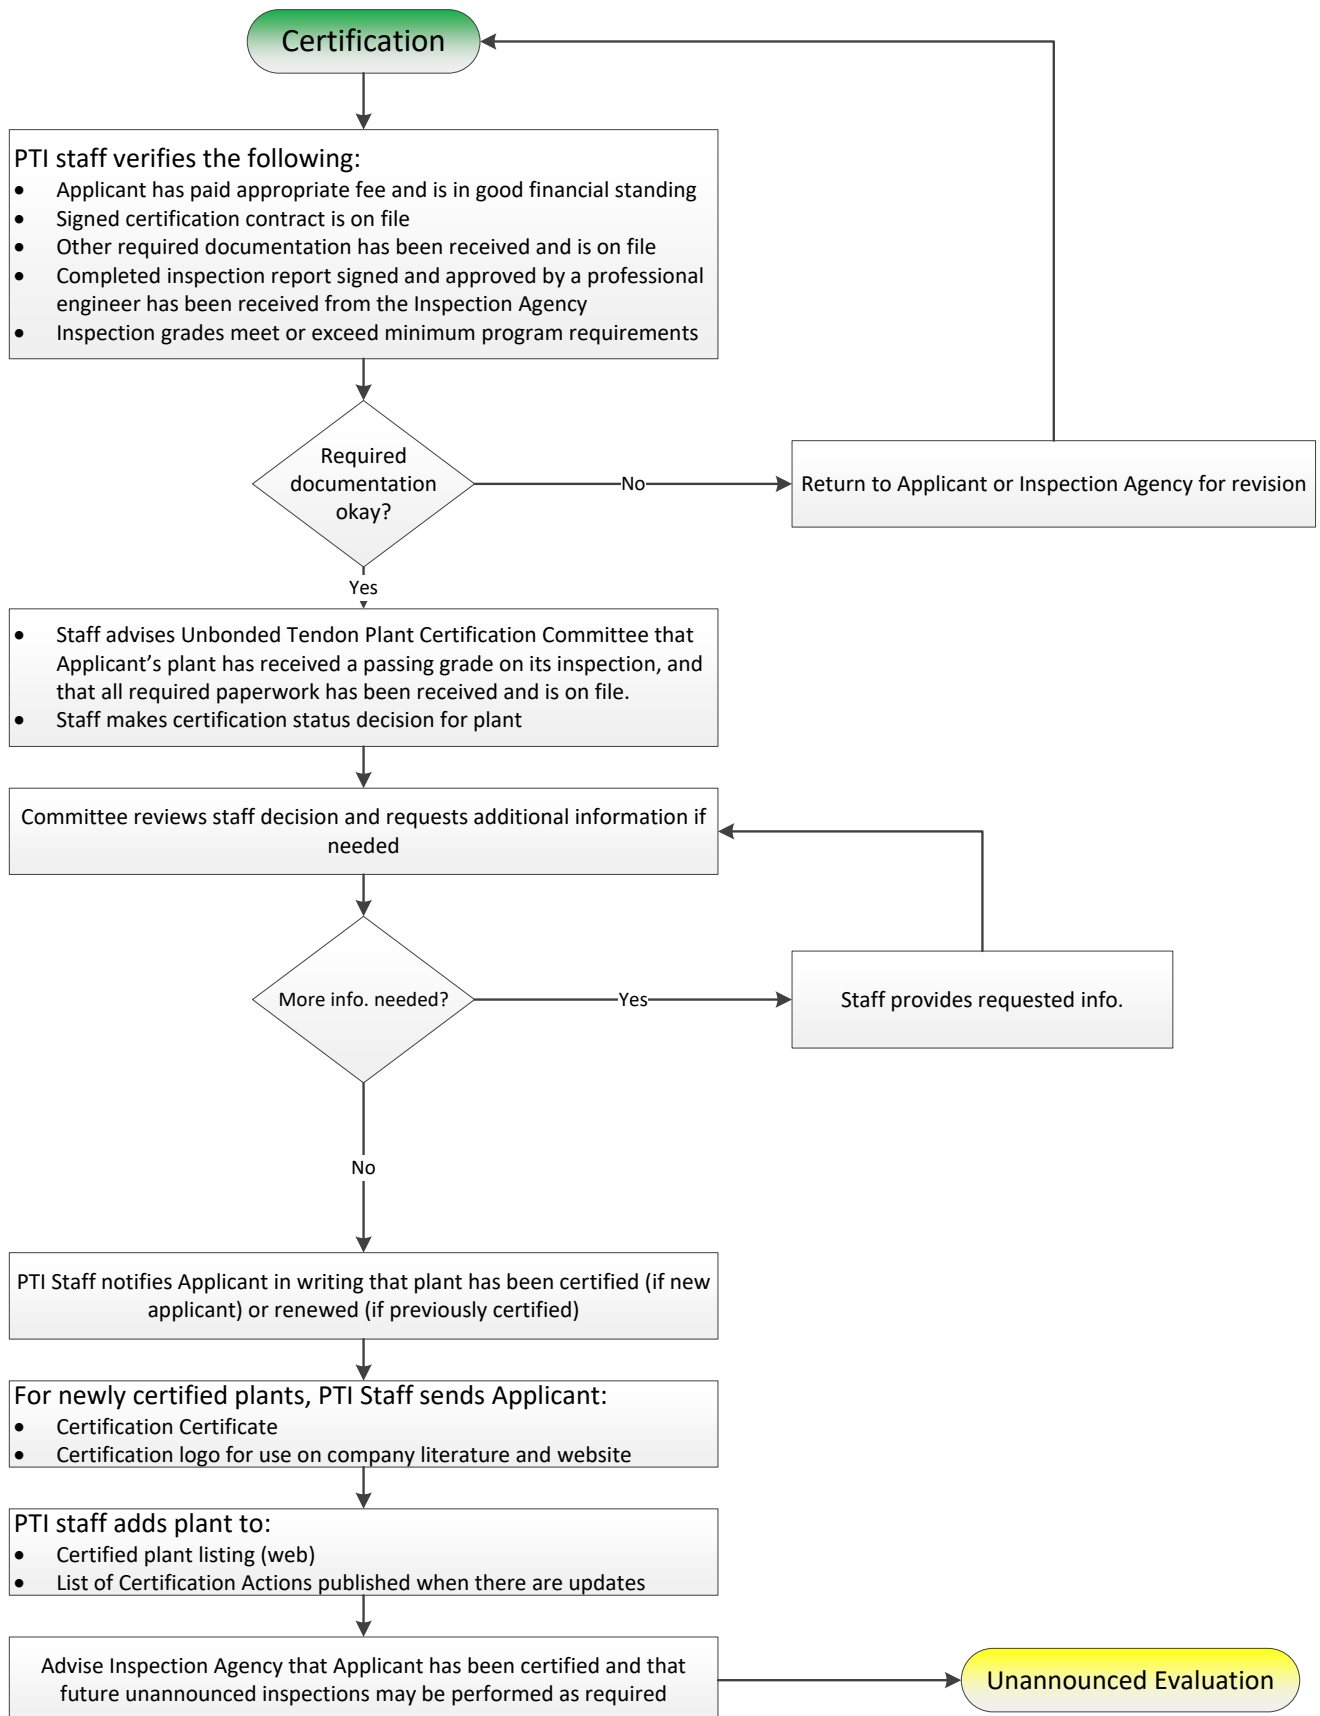 Certification
PTI staff verifies the following:
• Applicant has paid appropriate fee and is in good financial standing
• Signed certification contract is on file
• Other required documentation has been received and is on file
• Completed inspection report signed and approved by a professional
engineer has been received from the Inspection Agency
• Inspection grades meet or exceed minimum program requirements
Required
documentation
okay?
No
Return to Applicant or Inspection Agency for revision
Yes
• Staff advises Unbonded Tendon Plant Certification Committee that
Applicant’s plant has received a passing grade on its inspection, and
that all required paperwork has been received and is on file.
• Staff makes certification status decision for plant
Committee reviews staff decision and requests additional information if
needed
More info. needed?
Yes
Staff provides requested info.
No
PTI Staff notifies Applicant in writing that plant has been certified (if new
applicant) or renewed (if previously certified)
For newly certified plants, PTI Staff sends Applicant:
• Certification Certificate
• Certification logo for use on company literature and website
PTI staff adds plant to:
• Certified plant listing (web)
• List of Certification Actions published when there are updates
Advise Inspection Agency that Applicant has been certified and that
future unannounced inspections may be performed as required
Unannounced Evaluation